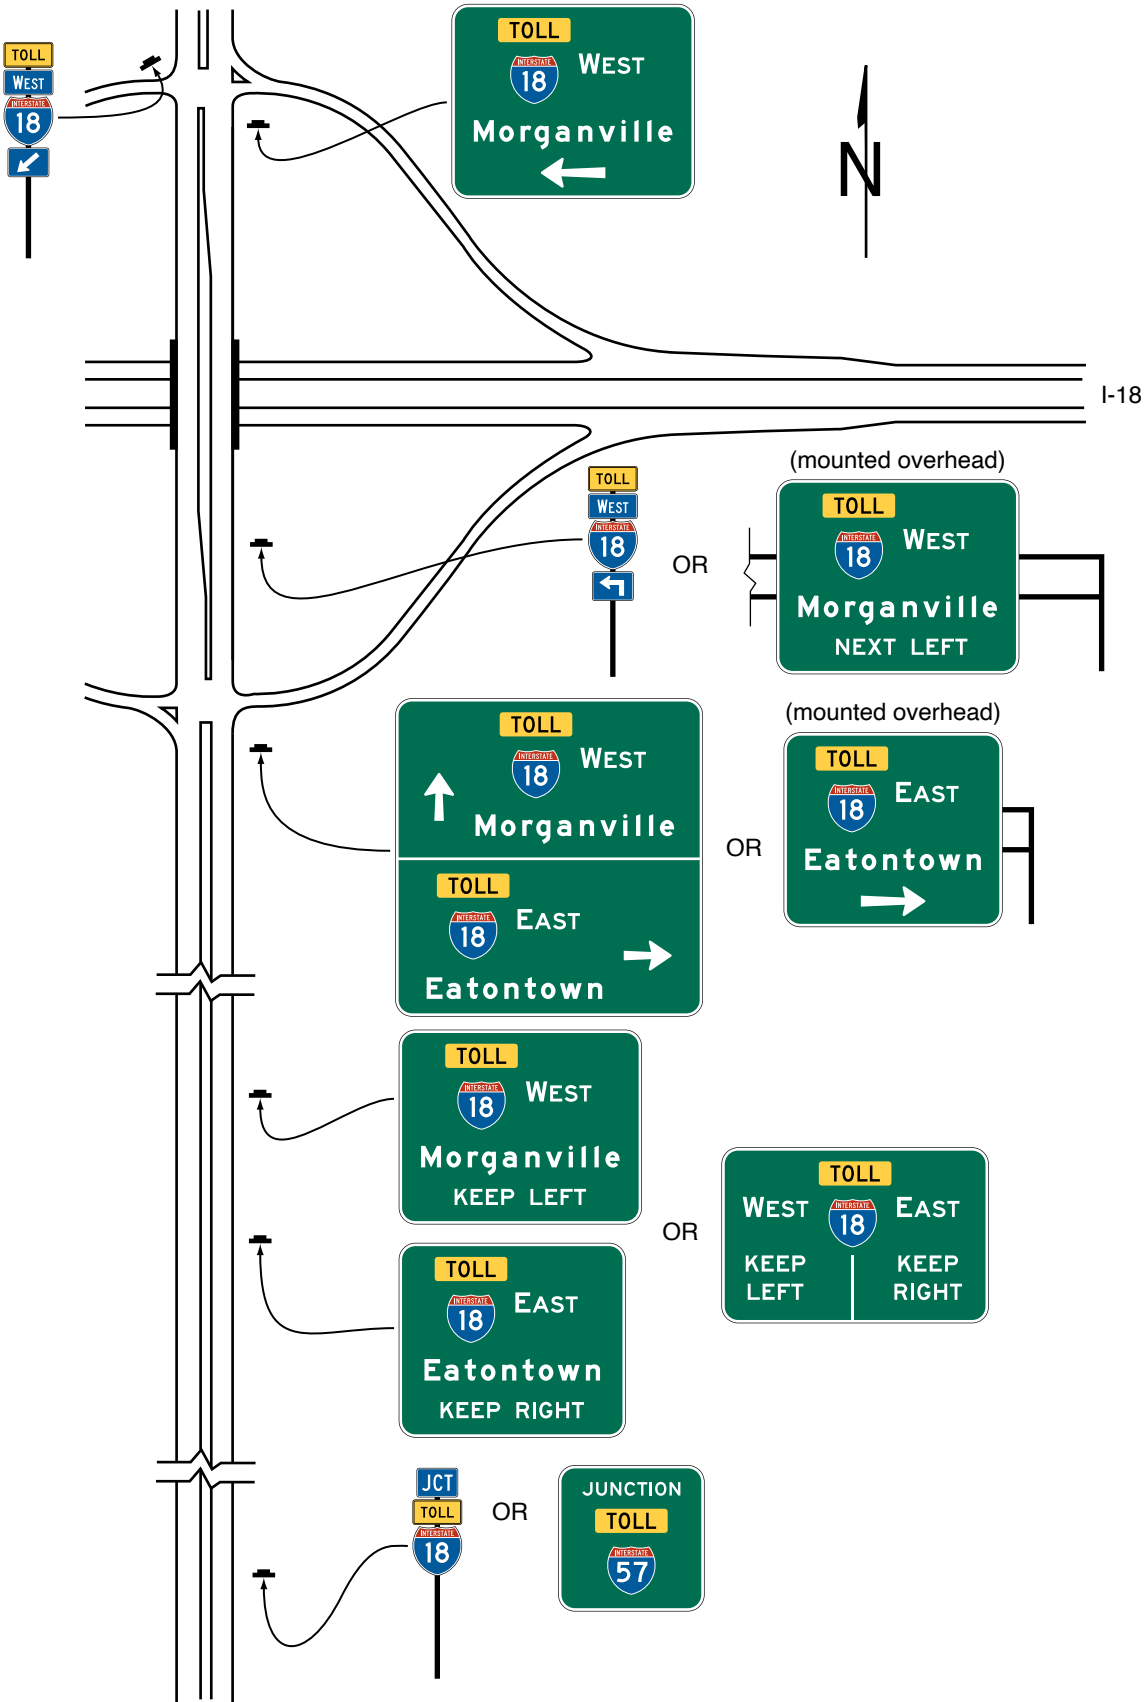 TOLL
WEST
INTERSTATE
18
TOLL
INTERSTATE
18 WEST
Morganville
N
I-18
TOLL
WEST
INTERSTATE
18
OR
(mounted overhead)
TOLL
INTERSTATE
18 WEST
Morganville
NEXT LEFT
TOLL
INTERSTATE
18 WEST
Morganville
TOLL
INTERSTATE
18 EAST
Eatontown
OR
(mounted overhead)
TOLL
INTERSTATE
18 EAST
Eatontown
TOLL
INTERSTATE
18 WEST
Morganville
KEEP LEFT
TOLL
INTERSTATE
18 EAST
Eatontown
KEEP RIGHT
OR
TOLL
INTERSTATE
WEST 18 EAST
KEEP KEEP
LEFT RIGHT
JCT
TOLL
INTERSTATE
18
OR
JUNCTION
TOLL
INTERSTATE
57